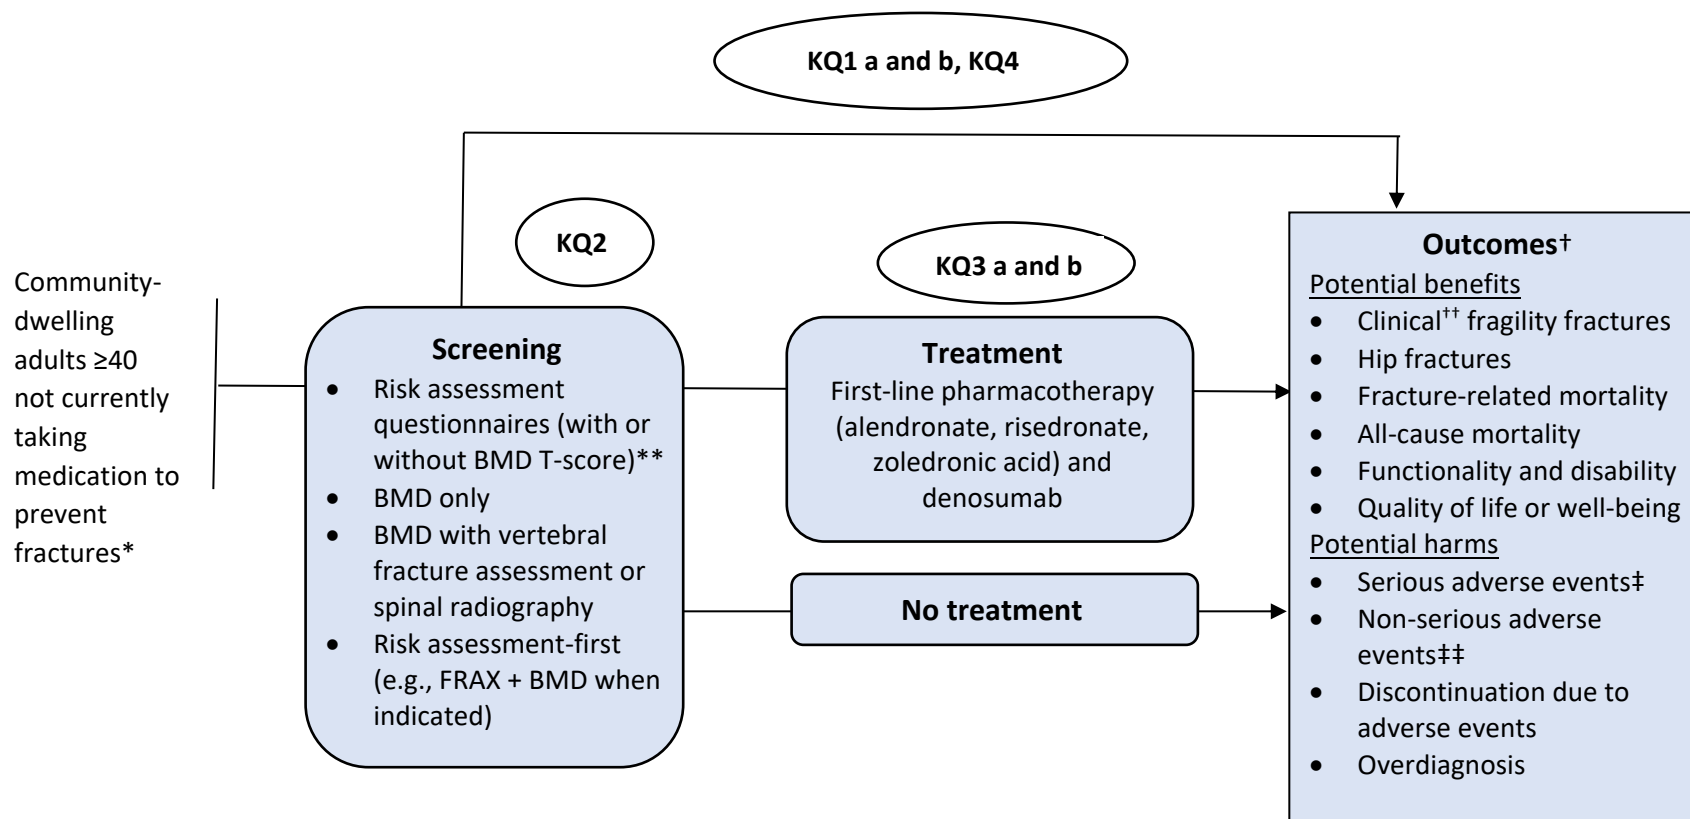 KQ1 a and b, KQ4
KQ2
KQ3 a and b
Community-
dwelling
adults ≥40
not currently
taking
medication to
prevent
fractures*
Screening
• Risk assessment
questionnaires (with or
without BMD T-score)**
• BMD only
• BMD with vertebral
fracture assessment or
spinal radiography
• Risk assessment-first
(e.g., FRAX + BMD when
indicated)
Treatment
First-line pharmacotherapy
(alendronate, risedronate,
zoledronic acid) and
denosumab
No treatment
Outcomes†
Potential benefits
• Clinical†† fragility fractures
• Hip fractures
• Fracture-related mortality
• All-cause mortality
• Functionality and disability
• Quality of life or well-being
Potential harms
• Serious adverse events‡
• Non-serious adverse
events‡‡
• Discontinuation due to
adverse events
• Overdiagnosis